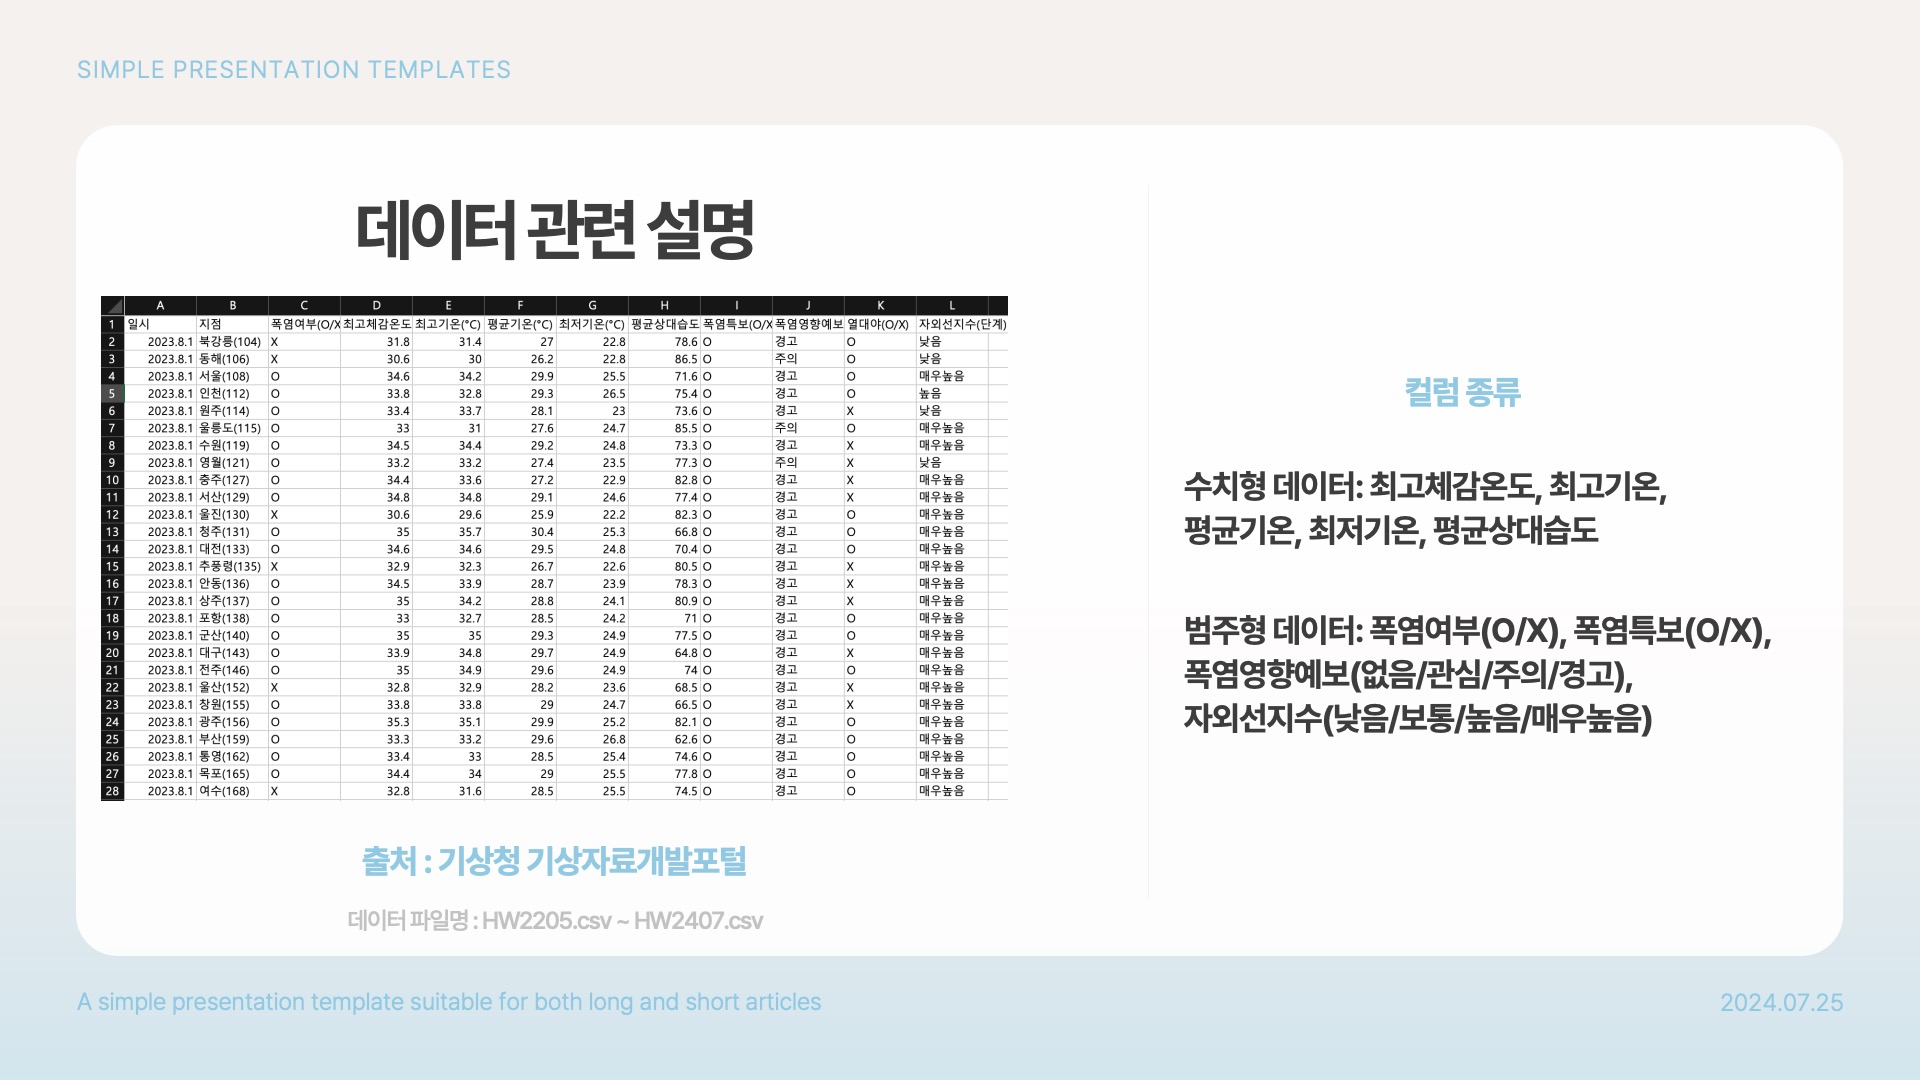 SIMPLE PRESENTATION TEMPLATES
데이터 관련 설명
A B C D E F G H I J K L
1 일시 지점 폭염여부(O/X 최고체감온도 최고기온(°C) 평균기온(°C) 최저기온(°C) 평균상대습도 폭염특보(O/X 폭염영향예보 열대야(O/X) 자외선지수(단계)
2 2023.8.1 북강릉(104) X 31.8 31.4 27 22.8 78.6 O 경고 O 낮음
3 2023.8.1 동해(106) X 30.6 30 26.2 22.8 86.5 O 주의 O 낮음
4 2023.8.1 서울(108) O 34.6 34.2 29.9 25.5 71.6 O 경고 O 매우높음
5 2023.8.1 인천(112) O 33.8 32.8 29.3 26.5 75.4 O 경고 O 높음
6 2023.8.1 원주(114) O 33.4 33.7 28.1 23 73.6 O 경고 X 낮음
7 2023.8.1 울릉도(115) O 33 31 27.6 24.7 85.5 O 주의 O 매우높음
8 2023.8.1 수원(119) O 34.5 34.4 29.2 24.8 73.3 O 경고 X 매우높음
9 2023.8.1 영월(121) O 33.2 33.2 27.4 23.5 77.3 O 주의 X 낮음
10 2023.8.1 충주(127) O 34.4 33.6 27.2 22.9 82.8 O 경고 X 매우높음
11 2023.8.1 서산(129) O 34.8 34.8 29.1 24.6 77.4 O 경고 X 매우높음
12 2023.8.1 울진(130) X 30.6 29.6 25.9 22.2 82.3 O 경고 O 매우높음
13 2023.8.1 청주(131) O 35 35.7 30.4 25.3 66.8 O 경고 O 매우높음
14 2023.8.1 대전(133) O 34.6 34.6 29.5 24.8 70.4 O 경고 O 매우높음
15 2023.8.1 추풍령(135) X 32.9 32.3 26.7 22.6 80.5 O 경고 X 매우높음
16 2023.8.1 안동(136) O 34.5 33.9 28.7 23.9 78.3 O 경고 X 매우높음
17 2023.8.1 상주(137) O 35 34.2 28.8 24.1 80.9 O 경고 X 매우높음
18 2023.8.1 포항(138) O 33 32.7 28.5 24.2 71 O 경고 O 매우높음
19 2023.8.1 군산(140) O 35 35 29.3 24.9 77.5 O 경고 O 매우높음
20 2023.8.1 대구(143) O 33.9 34.8 29.7 24.9 64.8 O 경고 X 매우높음
21 2023.8.1 전주(146) O 35 34.9 29.6 24.9 74 O 경고 O 매우높음
22 2023.8.1 울산(152) X 32.8 32.9 28.2 23.6 68.5 O 경고 X 매우높음
23 2023.8.1 창원(155) O 33.8 33.8 29 24.7 66.5 O 경고 X 매우높음
24 2023.8.1 광주(156) O 35.3 35.1 29.9 25.2 82.1 O 경고 O 매우높음
25 2023.8.1 부산(159) O 33.3 33.2 29.6 26.8 62.6 O 경고 O 매우높음
26 2023.8.1 통영(162) O 33.4 33 28.5 25.4 74.6 O 경고 O 매우높음
27 2023.8.1 목포(165) O 34.4 34 29 25.5 77.8 O 경고 O 매우높음
28 2023.8.1 여수(168) X 32.8 31.6 28.5 25.5 74.5 O 경고 O 매우높음
출처 : 기상청 기상자료개발포털
데이터 파일명 : HW2205.csv ~ HW2407.csv
컬럼 종류
수치형 데이터: 최고체감온도, 최고기온,
평균기온, 최저기온, 평균상대습도
범주형 데이터: 폭염여부(O/X), 폭염특보(O/X),
폭염영향예보(없음/관심/주의/경고),
자외선지수(낮음/보통/높음/매우높음)
A simple presentation template suitable for both long and short articles
2024.07.25